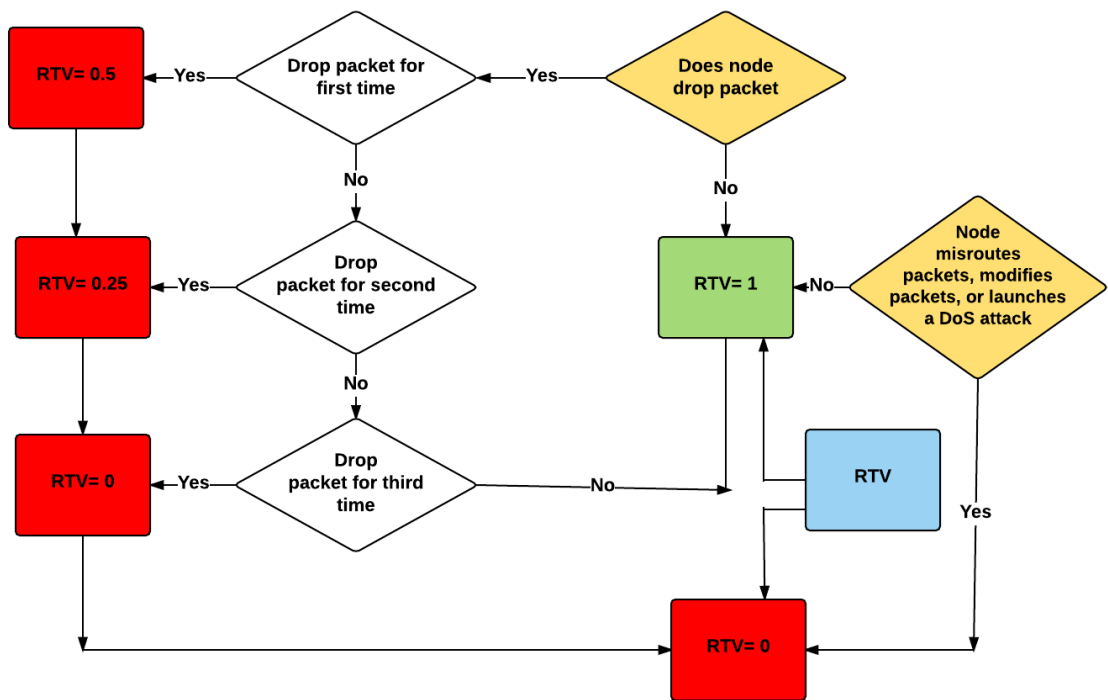 RTV= 0.5
Yes
Drop packet for
first time
Yes
Does node
drop packet
No
No
RTV= 0.25
Yes
Drop
packet for second
time
RTV= 1
No
Node
misroutes
packets, modifies
packets, or launches
a DoS attack
No
RTV= 0
Yes
Drop
packet for third
time
No
RTV
Yes
RTV= 0